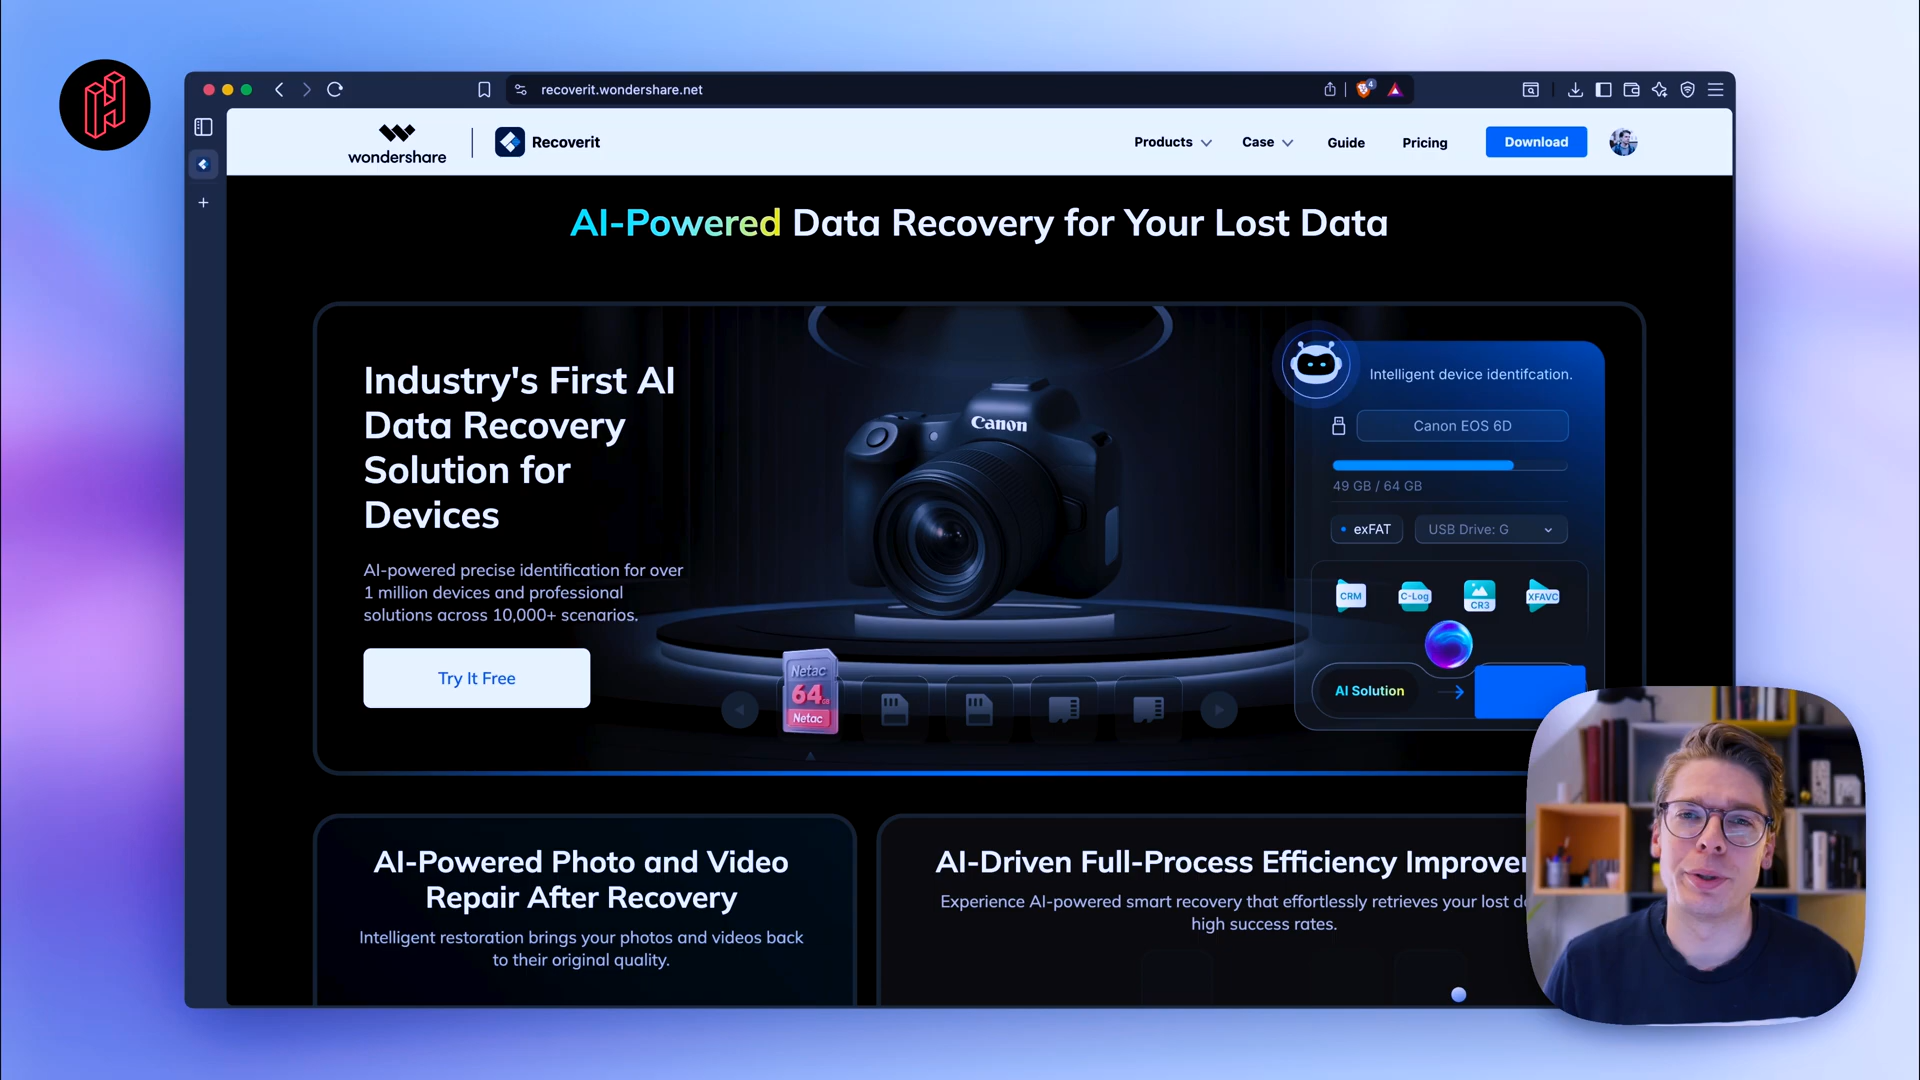 recoverit.wondershare.net
4
wondershare
Recoverit
Products
Case
Guide
Pricing
Download
AI-Powered Data Recovery for Your Lost Data
Industry's First AI
Data Recovery
Solution for
Devices
AI-powered precise identification for over
1 million devices and professional
solutions across 10,000+ scenarios.
Try It Free
Canon
Netac
64GB
Netac
Intelligent device identifcation.
Canon EOS 6D
49 GB / 64 GB
exFAT
USB Drive: G
CRM
C-Log
CR3
XFAVC
AI Solution
AI-Powered Photo and Video
Repair After Recovery
Intelligent restoration brings your photos and videos back
to their original quality.
AI-Driven Full-Process Efficiency Improve
Experience AI-powered smart recovery that effortlessly retrieves your lost
high success rates.